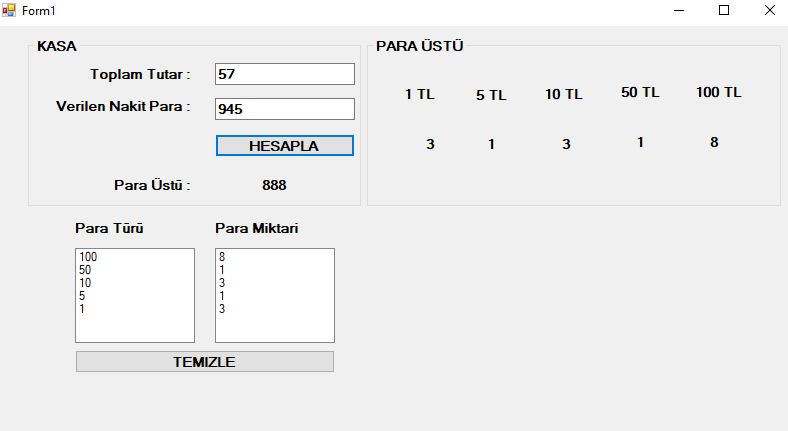 Form1
KASA
Toplam Tutar : 57
Verilen Nakit Para : 945
HESAPLA
Para Üstü : 888
PARA ÜSTÜ
1 TL 5 TL 10 TL 50 TL 100 TL
3 1 3 1 8
Para Türü Para Miktari
100 8
50 1
10 3
5 1
1 3
TEMIZLE